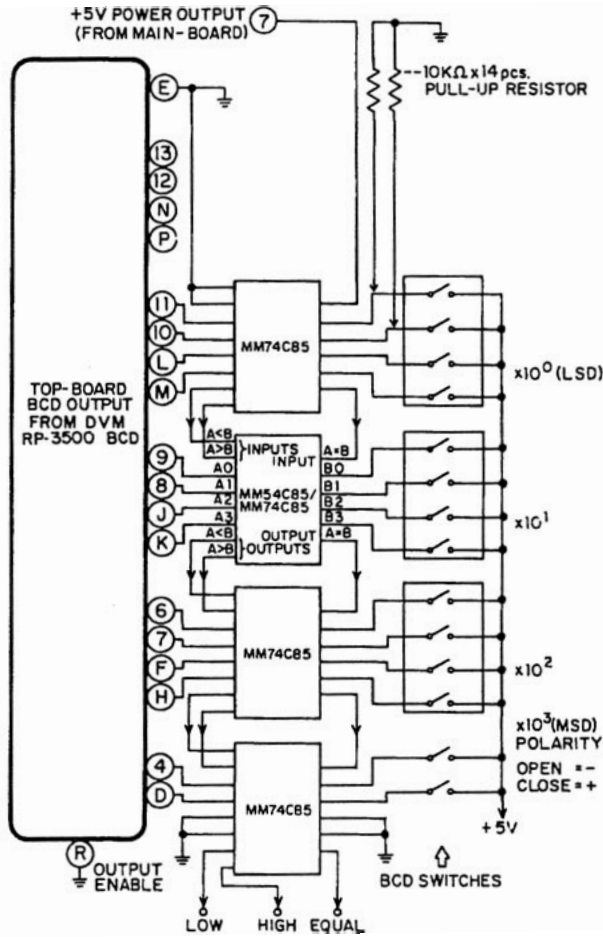 +5V POWER OUTPUT
(FROM MAIN-BOARD)
7
10KΩ x 14 pcs.
PULL-UP RESISTOR
E
13
12
N
P
11
10
L
M
MM74C85
x10⁰ (LSD)
TOP-BOARD
BCD OUTPUT
FROM DVM
RP-3500 BCD
A<B
A>B
}INPUTS
INPUT
A=B
9
8
J
K
A0
A1
A2
A3
MM54C85/
MM74C85
B0
B1
B2
B3
A<B
A>B
OUTPUT
}OUTPUTS
A=B
x10¹
6
7
F
H
MM74C85
x10²
x10³ (MSD)
POLARITY
OPEN = -
CLOSE = +
4
D
MM74C85
+5V
R
OUTPUT
ENABLE
BCD SWITCHES
LOW
HIGH
EQUAL